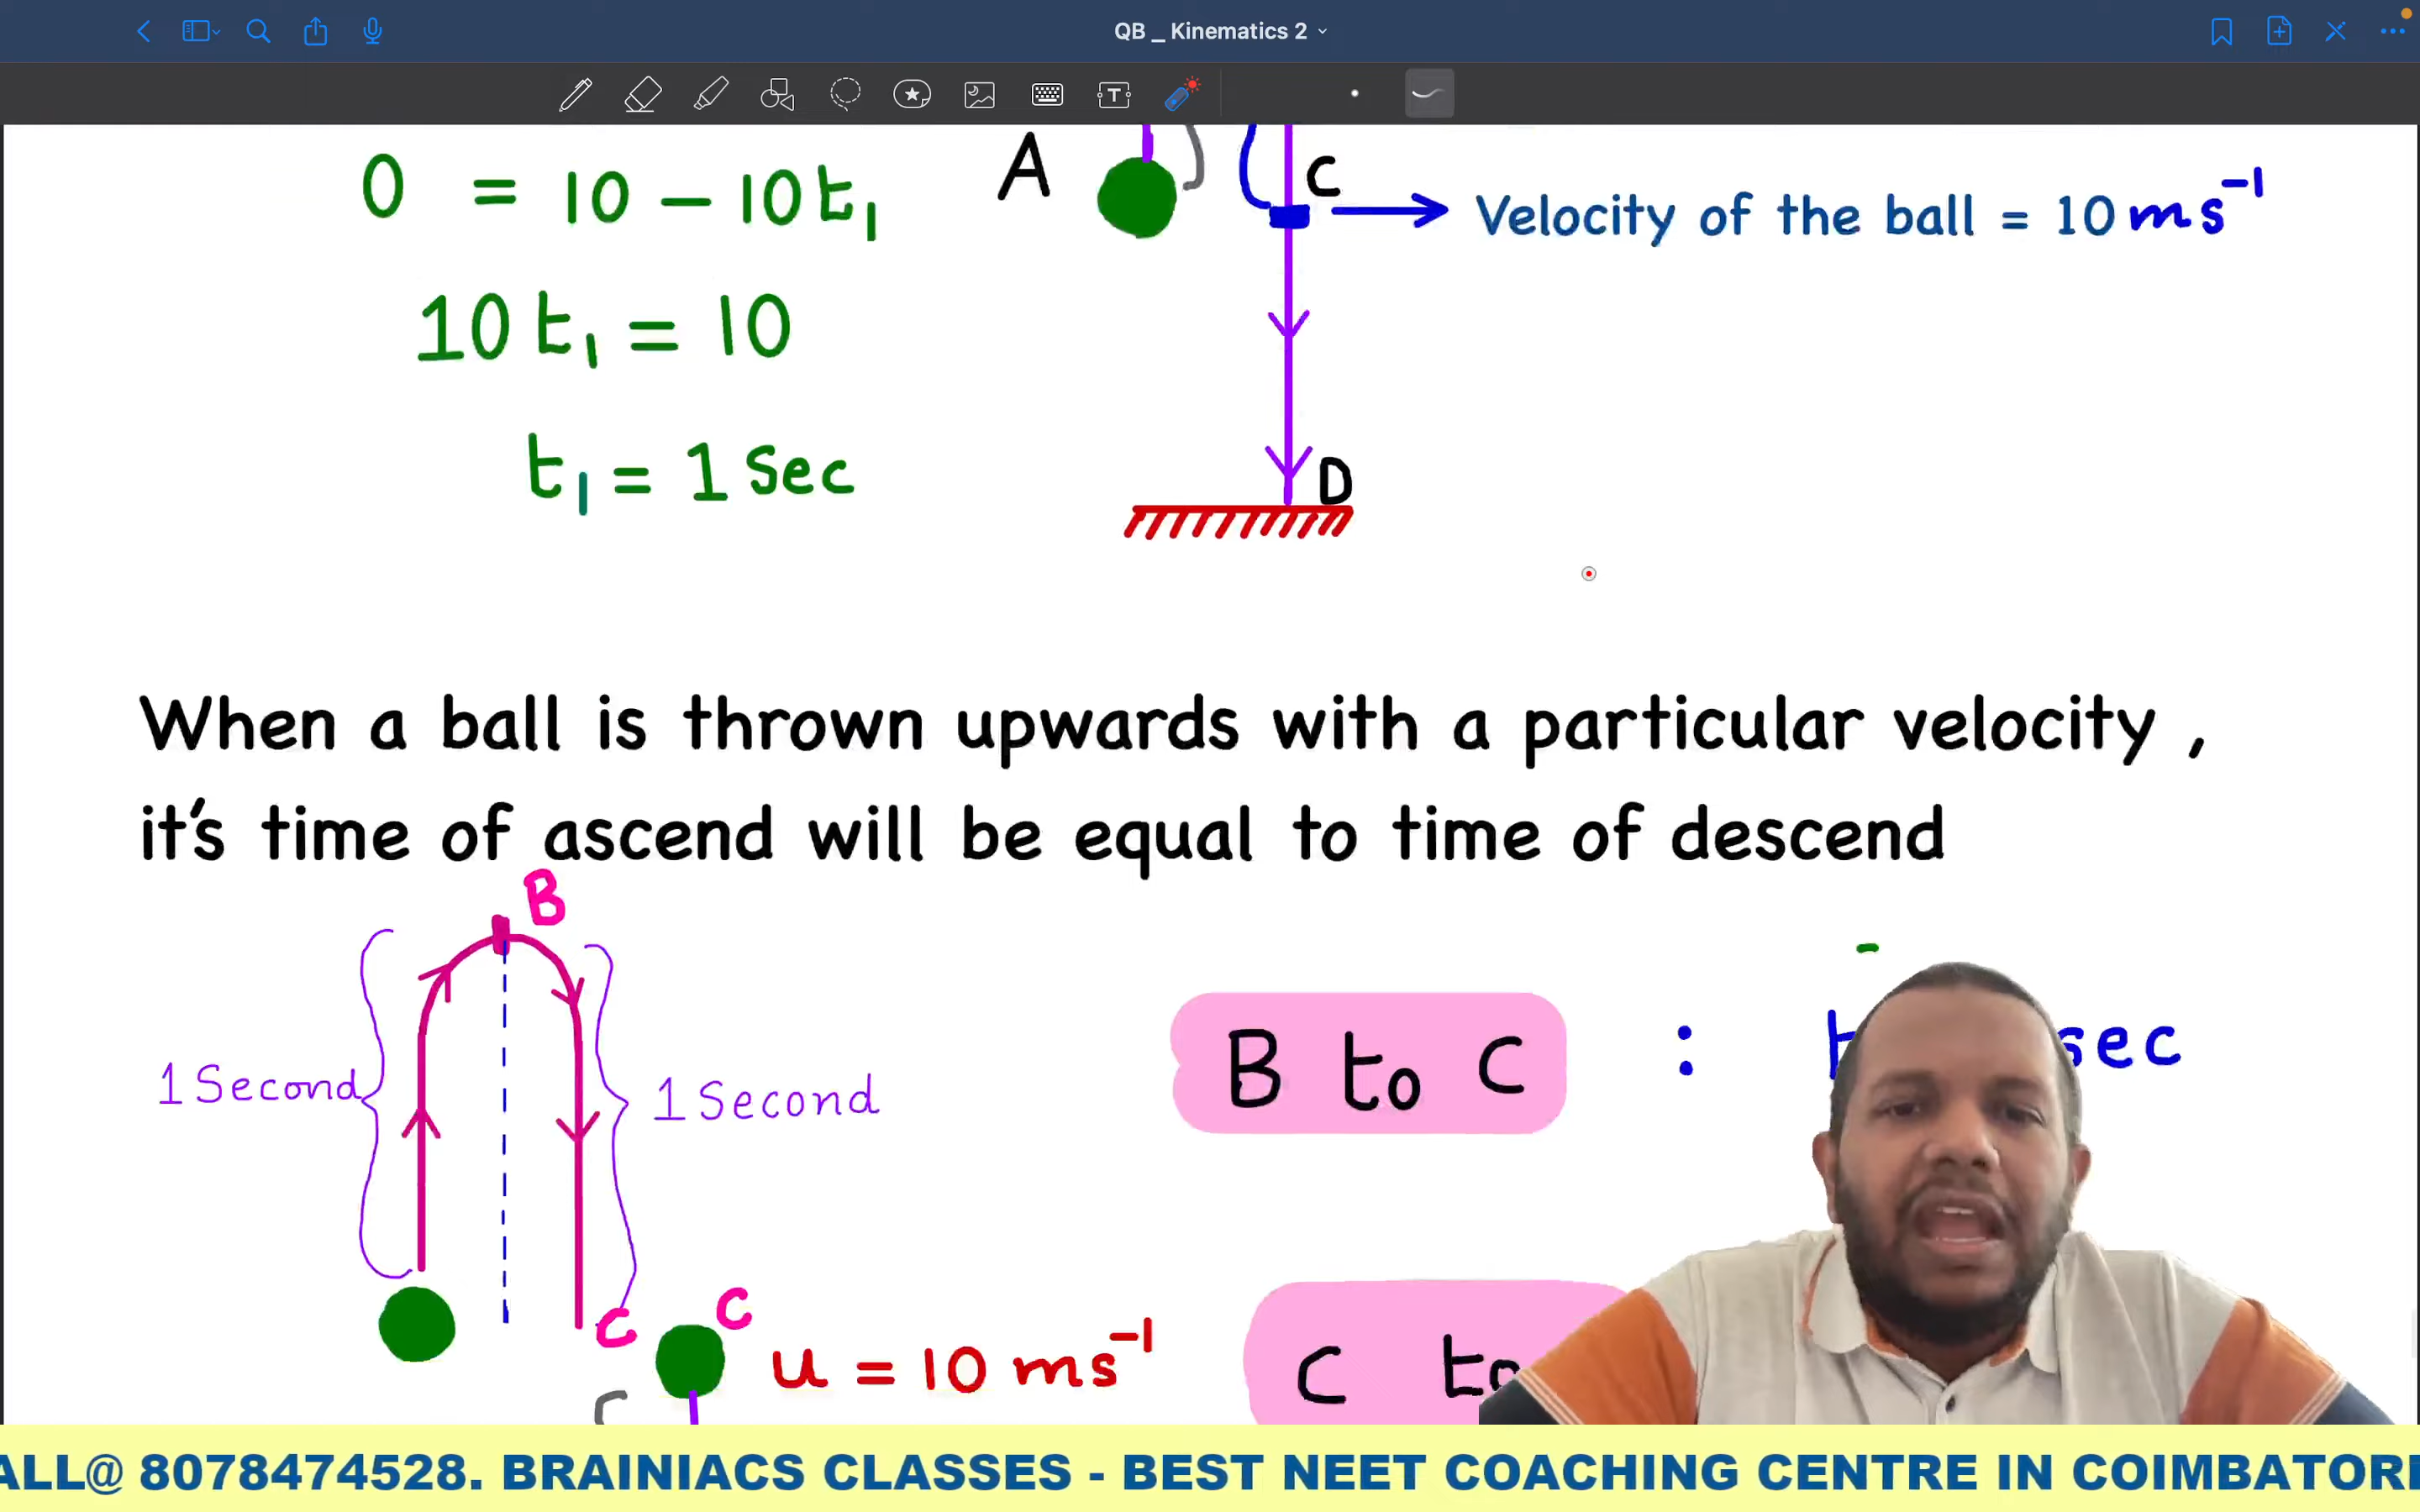 QB _ Kinematics 2
0 = 10 - 10t₁
A
C
Velocity of the ball = 10 ms⁻¹
10t₁ = 10
t₁ = 1 Sec
D
When a ball is thrown upwards with a particular velocity ,
it's time of ascend will be equal to time of descend
B
1 Second
1 Second
B to C :
sec
C
C
u = 10 ms⁻¹
C to
ALL@ 8078474528. BRAINIACS CLASSES - BEST NEET COACHING CENTRE IN COIMBATOR